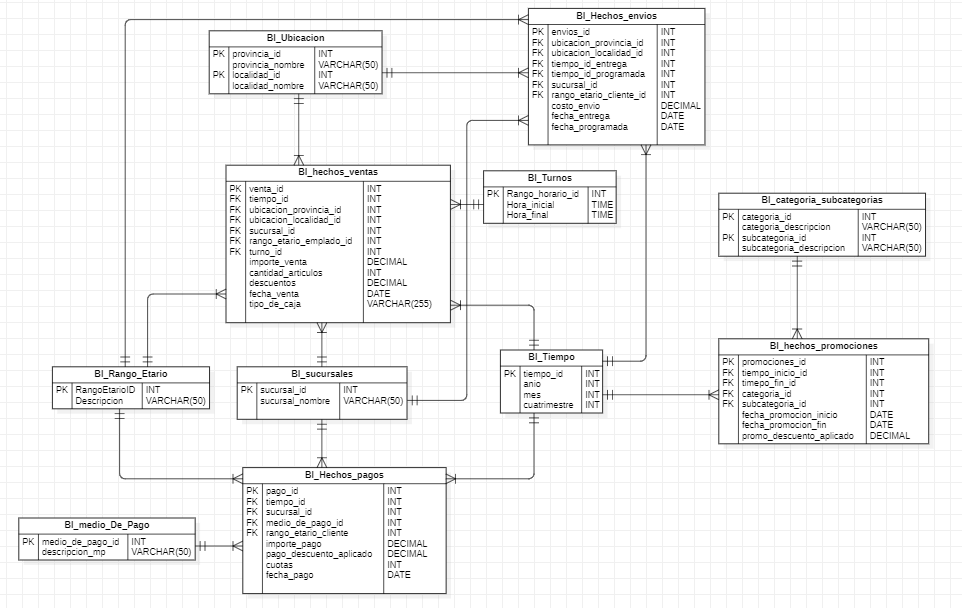 BI_Hechos_envios
PK envios_id INT
FK ubicacion_provincia_id INT
FK ubicacion_localidad_id INT
FK tiempo_id_entrega INT
FK tiempo_id_programada INT
FK sucursal_id INT
FK rango_etario_cliente_id INT
costo_envio DECIMAL
fecha_entrega DATE
fecha_programada DATE
BI_Ubicacion
PK provincia_id INT
provincia_nombre VARCHAR(50)
PK localidad_id INT
localidad_nombre VARCHAR(50)
BI_hechos_ventas
PK venta_id INT
FK tiempo_id INT
FK ubicacion_provincia_id INT
FK ubicacion_localidad_id INT
FK sucursal_id INT
FK rango_etario_emplado_id INT
FK turno_id INT
importe_venta DECIMAL
cantidad_articulos INT
descuentos DECIMAL
fecha_venta DATE
tipo_de_caja VARCHAR(255)
BI_Turnos
PK Rango_horario_id INT
Hora_inicial TIME
Hora_final TIME
BI_categoria_subcategorias
PK categoria_id INT
categoria_descripcion VARCHAR(50)
PK subcategoria_id INT
subcategoria_descripcion VARCHAR(50)
BI_hechos_promociones
PK promociones_id INT
FK tiempo_inicio_id INT
FK timepo_fin_id INT
FK categoria_id INT
FK subcategoria_id INT
fecha_promocion_inicio DATE
fecha_promocion_fin DATE
promo_descuento_aplicado DECIMAL
BI_Tiempo
PK tiempo_id INT
anio INT
mes INT
cuatrimestre INT
BI_Rango_Etario
PK RangoEtarioID INT
Descripcion VARCHAR(50)
BI_sucursales
PK sucursal_id INT
sucursal_nombre VARCHAR(50)
BI_Hechos_pagos
PK pago_id INT
FK tiempo_id INT
FK sucursal_id INT
FK medio_de_pago_id INT
FK rango_etario_cliente INT
importe_pago DECIMAL
pago_descuento_aplicado DECIMAL
cuotas INT
fecha_pago DATE
BI_medio_De_Pago
PK medio_de_pago_id INT
descripcion_mp VARCHAR(50)